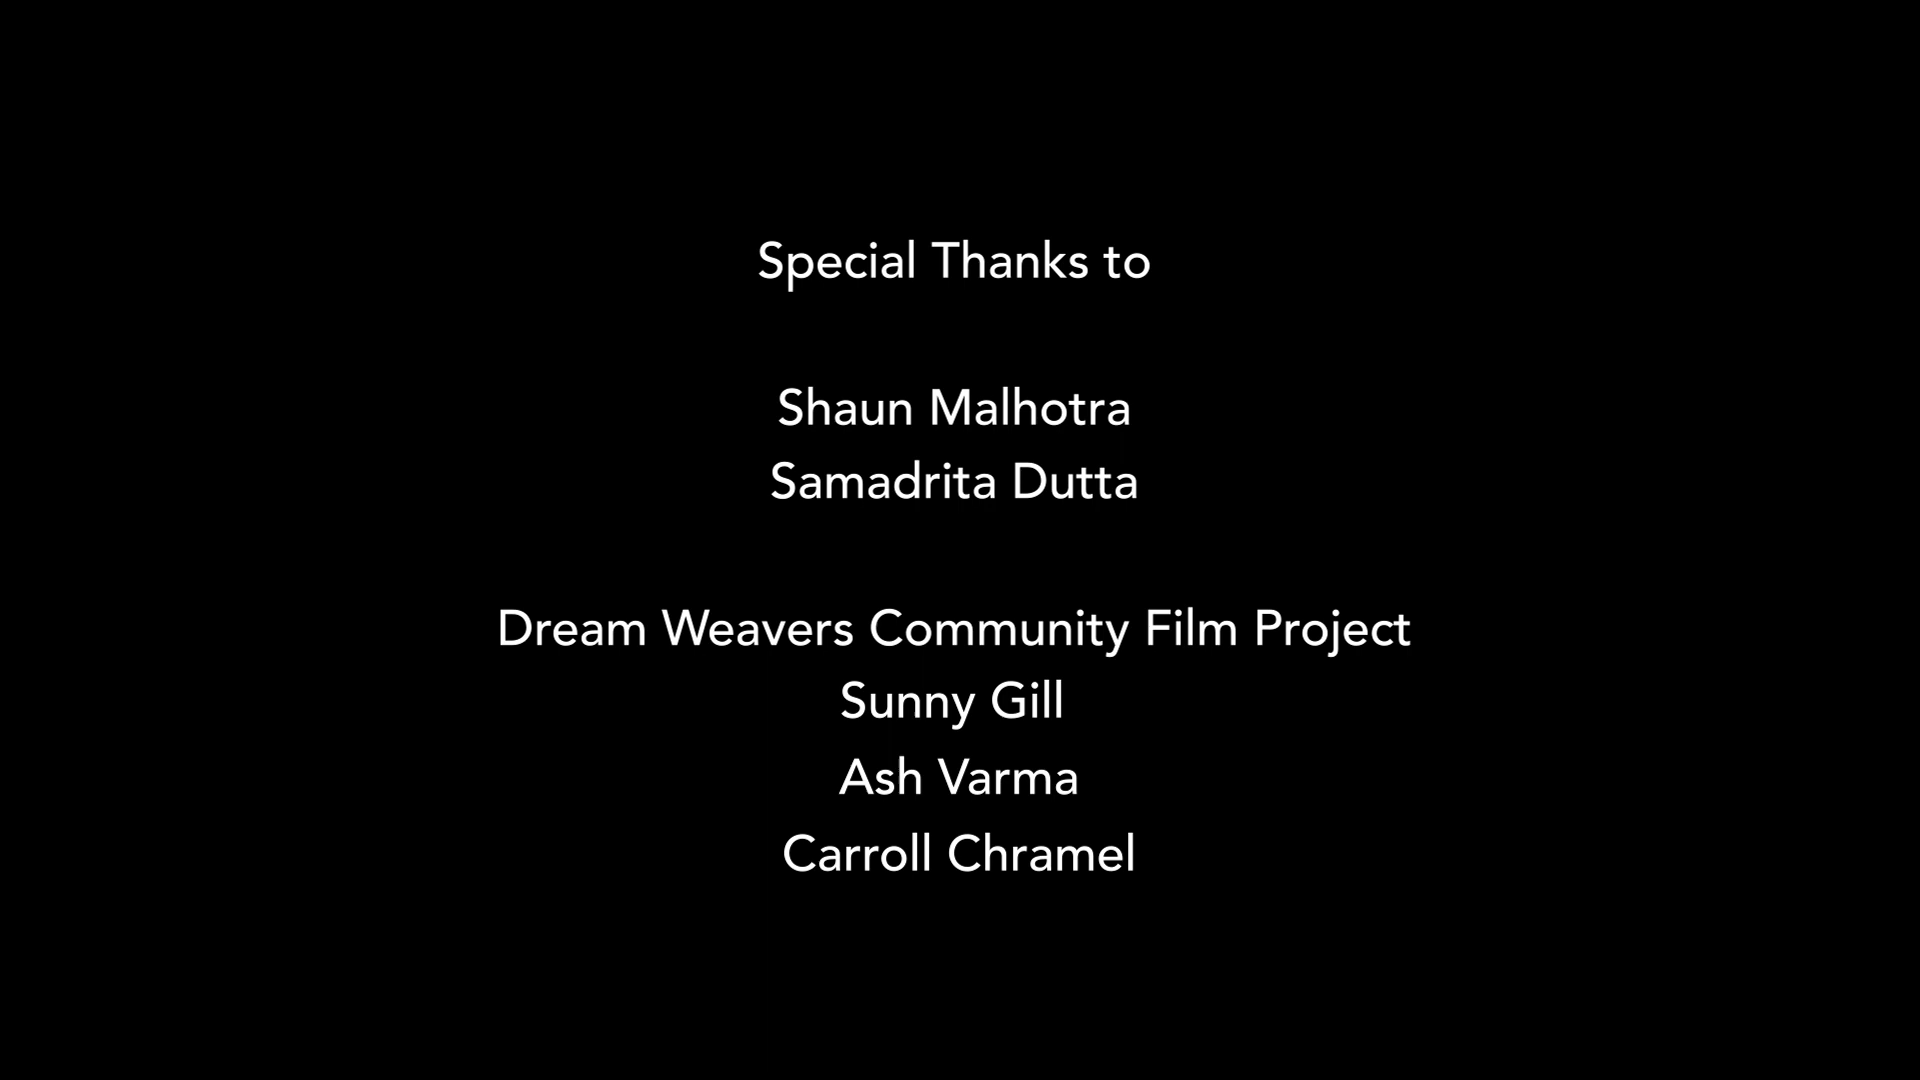 Special Thanks to
Shaun Malhotra
Samadrita Dutta
Dream Weavers Community Film Project
Sunny Gill
Ash Varma
Carroll Chramel